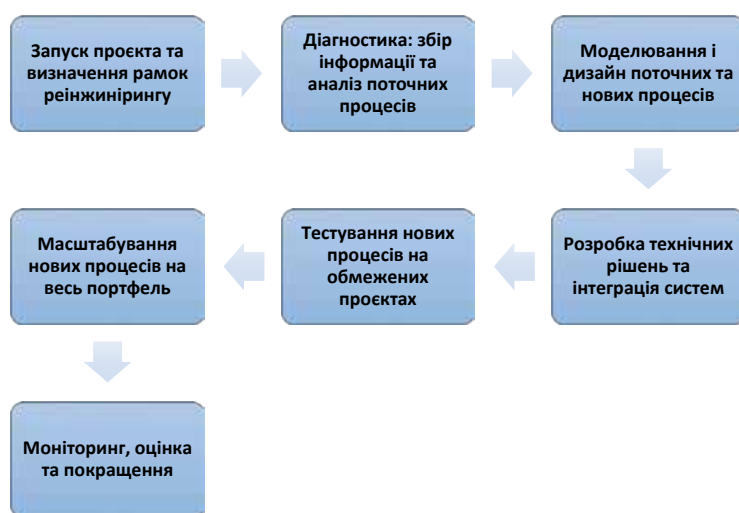 Запуск проєкта та
визначення рамок
реінжинірингу
Діагностика: збір
інформації та
аналіз поточних
процесів
Моделювання і
дизайн поточних та
нових процесів
Розробка технічних
рішень та
інтеграція систем
Тестування нових
процесів на
обмежених
проєктах
Масштабування
нових процесів на
весь портфель
Моніторинг, оцінка
та покращення